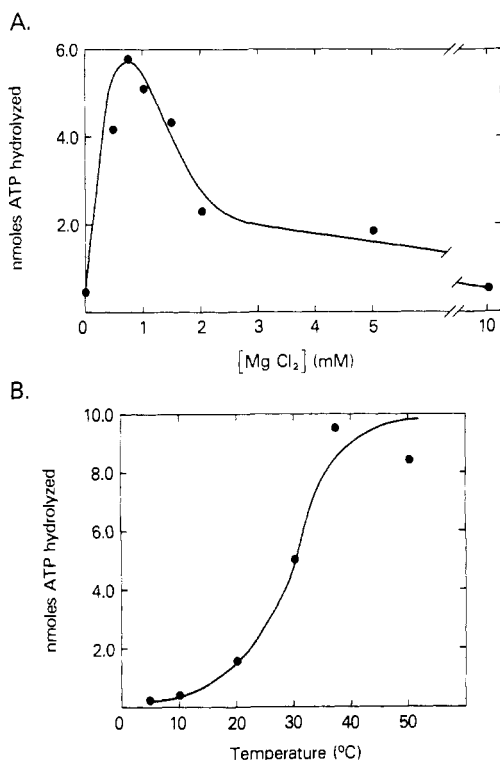 A.
6.0
4.0
2.0
nmoles ATP hydrolyzed
0 1 2 3 4 5 10
[Mg Cl₂] (mM)
B.
10.0
8.0
6.0
4.0
2.0
nmoles ATP hydrolyzed
0 10 20 30 40 50
Temperature (°C)